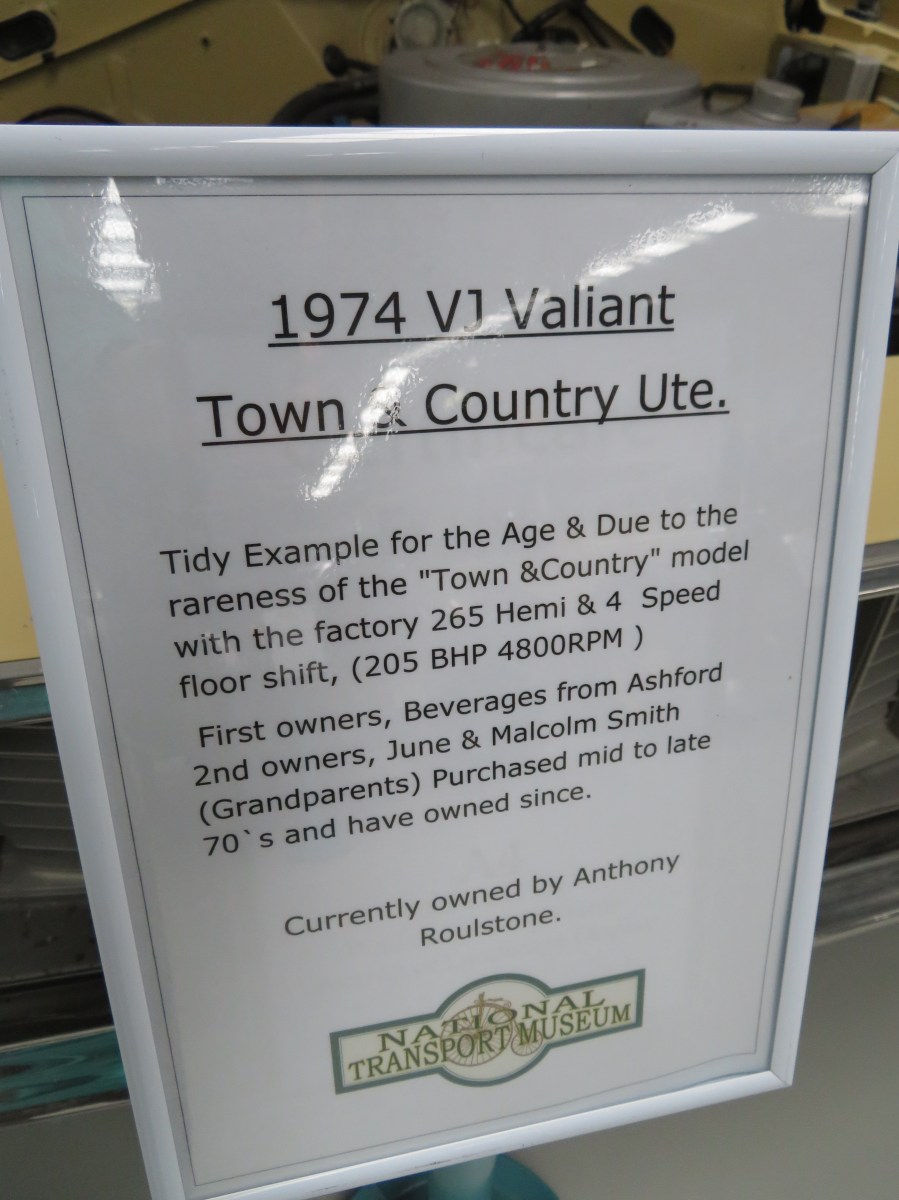 1974 VJ Valiant
Town & Country Ute.
Tidy Example for the Age & Due to the
rareness of the "Town &Country" model
with the factory 265 Hemi & 4 Speed
floor shift, (205 BHP 4800RPM )
First owners, Beverages from Ashford
2nd owners, June & Malcolm Smith
(Grandparents) Purchased mid to late
70`s and have owned since.
Currently owned by Anthony
Roulstone.
NATIONAL
TRANSPORT MUSEUM